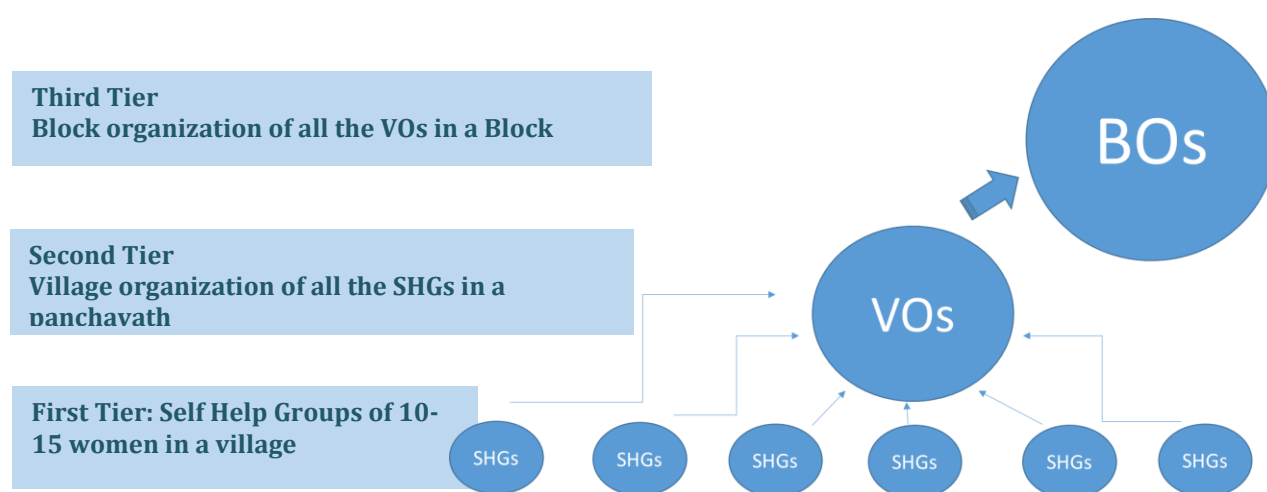 Third Tier
Block organization of all the VOs in a Block
BOs
Second Tier
Village organization of all the SHGs in a
panchayath
VOs
First Tier: Self Help Groups of 10-
15 women in a village
SHGs
SHGs
SHGs
SHGs
SHGs
SHGs